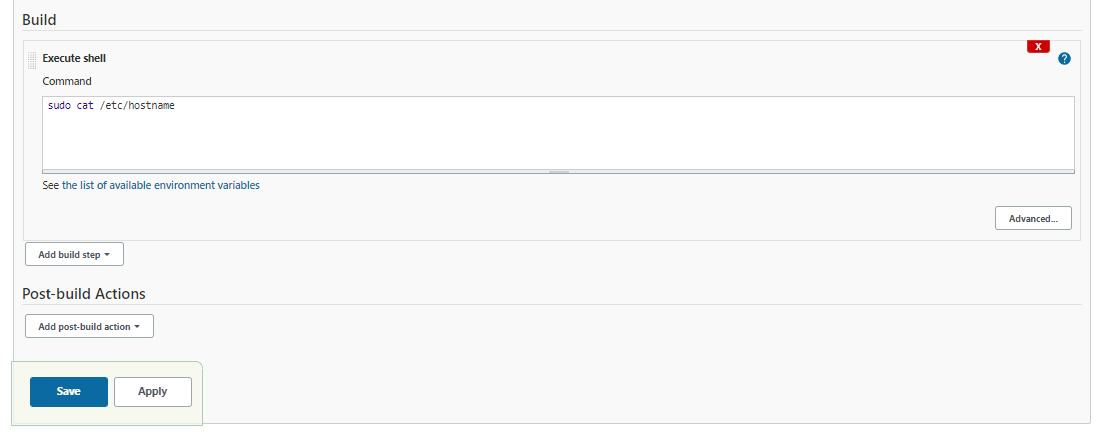 Build
X
Execute shell
?
Command
sudo cat /etc/hostname
See the list of available environment variables
Advanced...
Add build step
Post-build Actions
Add post-build action
Save Apply